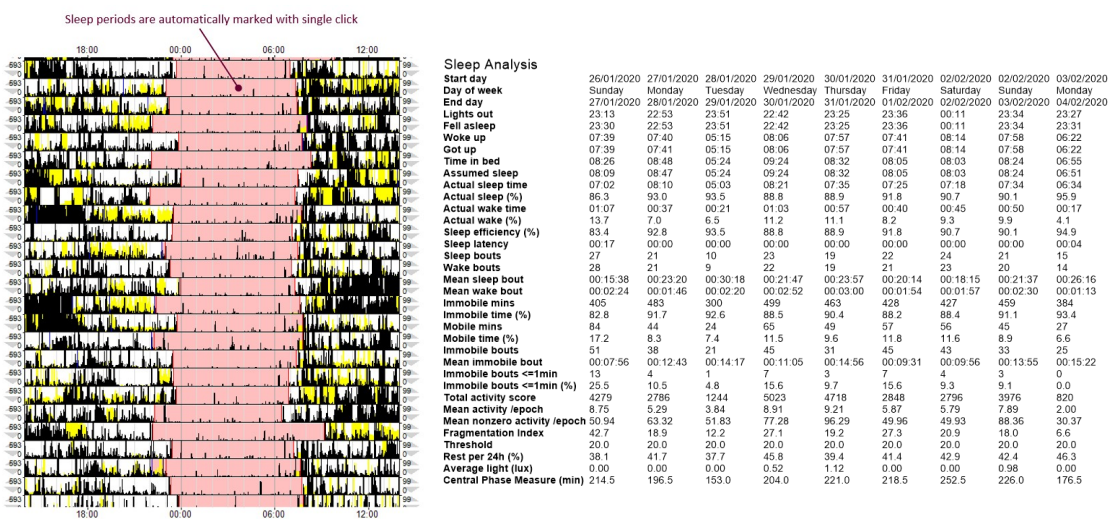 Sleep periods are automatically marked with single click
18:00 00:00 06:00 12:00
Sleep Analysis
Start day 26/01/2020 27/01/2020 28/01/2020 29/01/2020 30/01/2020 31/01/2020 02/02/2020 02/02/2020 03/02/2020
Day of week Sunday Monday Tuesday Wednesday Thursday Friday Saturday Sunday Monday
End day 27/01/2020 28/01/2020 29/01/2020 30/01/2020 31/01/2020 01/02/2020 02/02/2020 03/02/2020 04/02/2020
Lights out 23:13 22:53 23:51 22:42 23:25 23:36 00:11 23:34 23:27
Fell asleep 23:30 22:53 23:51 22:42 23:25 23:36 00:11 23:34 23:31
Woke up 07:39 07:40 05:15 08:06 07:57 07:41 08:14 07:58 06:22
Got up 07:39 07:41 05:15 08:06 07:57 07:41 08:14 07:58 06:22
Time in bed 08:26 08:48 05:24 09:24 08:32 08:05 08:03 08:24 06:55
Assumed sleep 08:09 08:47 05:24 09:24 08:32 08:05 08:03 08:24 06:51
Actual sleep time 07:02 08:10 05:03 08:21 07:35 07:25 07:18 07:34 06:34
Actual sleep (%) 86.3 93.0 93.5 88.8 88.9 91.8 90.7 90.1 95.9
Actual wake time 01:07 00:37 00:21 01:03 00:57 00:40 00:45 00:50 00:17
Actual wake (%) 13.7 7.0 6.5 11.2 11.1 8.2 9.3 9.9 4.1
Sleep efficiency (%) 83.4 92.8 93.5 88.8 88.9 91.8 90.7 90.1 94.9
Sleep latency 00:17 00:00 00:00 00:00 00:00 00:00 00:00 00:00 00:04
Sleep bouts 27 21 10 23 19 22 24 21 15
Wake bouts 28 21 9 22 19 21 23 20 14
Mean sleep bout 00:15:38 00:23:20 00:30:18 00:21:47 00:23:57 00:20:14 00:18:15 00:21:37 00:26:16
Mean wake bout 00:02:24 00:01:46 00:02:20 00:02:52 00:03:00 00:01:54 00:01:57 00:02:30 00:01:13
Immobile mins 405 483 300 499 463 428 427 459 384
Immobile time (%) 82.8 91.7 92.6 88.5 90.4 88.2 88.4 91.1 93.4
Mobile mins 84 44 24 65 49 57 56 45 27
Mobile time (%) 17.2 8.3 7.4 11.5 9.6 11.8 11.6 8.9 6.6
Immobile bouts 51 38 21 45 31 45 43 33 25
Mean immobile bout 00:07:56 00:12:43 00:14:17 00:11:05 00:14:56 00:09:31 00:09:56 00:13:55 00:15:22
Immobile bouts <=1min 13 4 1 7 3 7 4 3 0
Immobile bouts <=1min (%) 25.5 10.5 4.8 15.6 9.7 15.6 9.3 9.1 0.0
Total activity score 4279 2786 1244 5023 4718 2848 2796 3976 820
Mean activity /epoch 8.75 5.29 3.84 8.91 9.21 5.87 5.79 7.89 2.00
Mean nonzero activity /epoch 50.94 63.32 51.83 77.28 96.29 49.96 49.93 88.36 30.37
Fragmentation Index 42.7 18.9 12.2 27.1 19.2 27.3 20.9 18.0 6.6
Threshold 20.0 20.0 20.0 20.0 20.0 20.0 20.0 20.0 20.0
Rest per 24h (%) 38.1 41.7 37.7 45.8 39.4 41.4 42.9 42.4 46.3
Average light (lux) 0.00 0.00 0.00 0.52 1.12 0.00 0.00 0.98 0.00
Central Phase Measure (min) 214.5 196.5 153.0 204.0 221.0 218.5 252.5 226.0 176.5
18:00 00:00 06:00 12:00